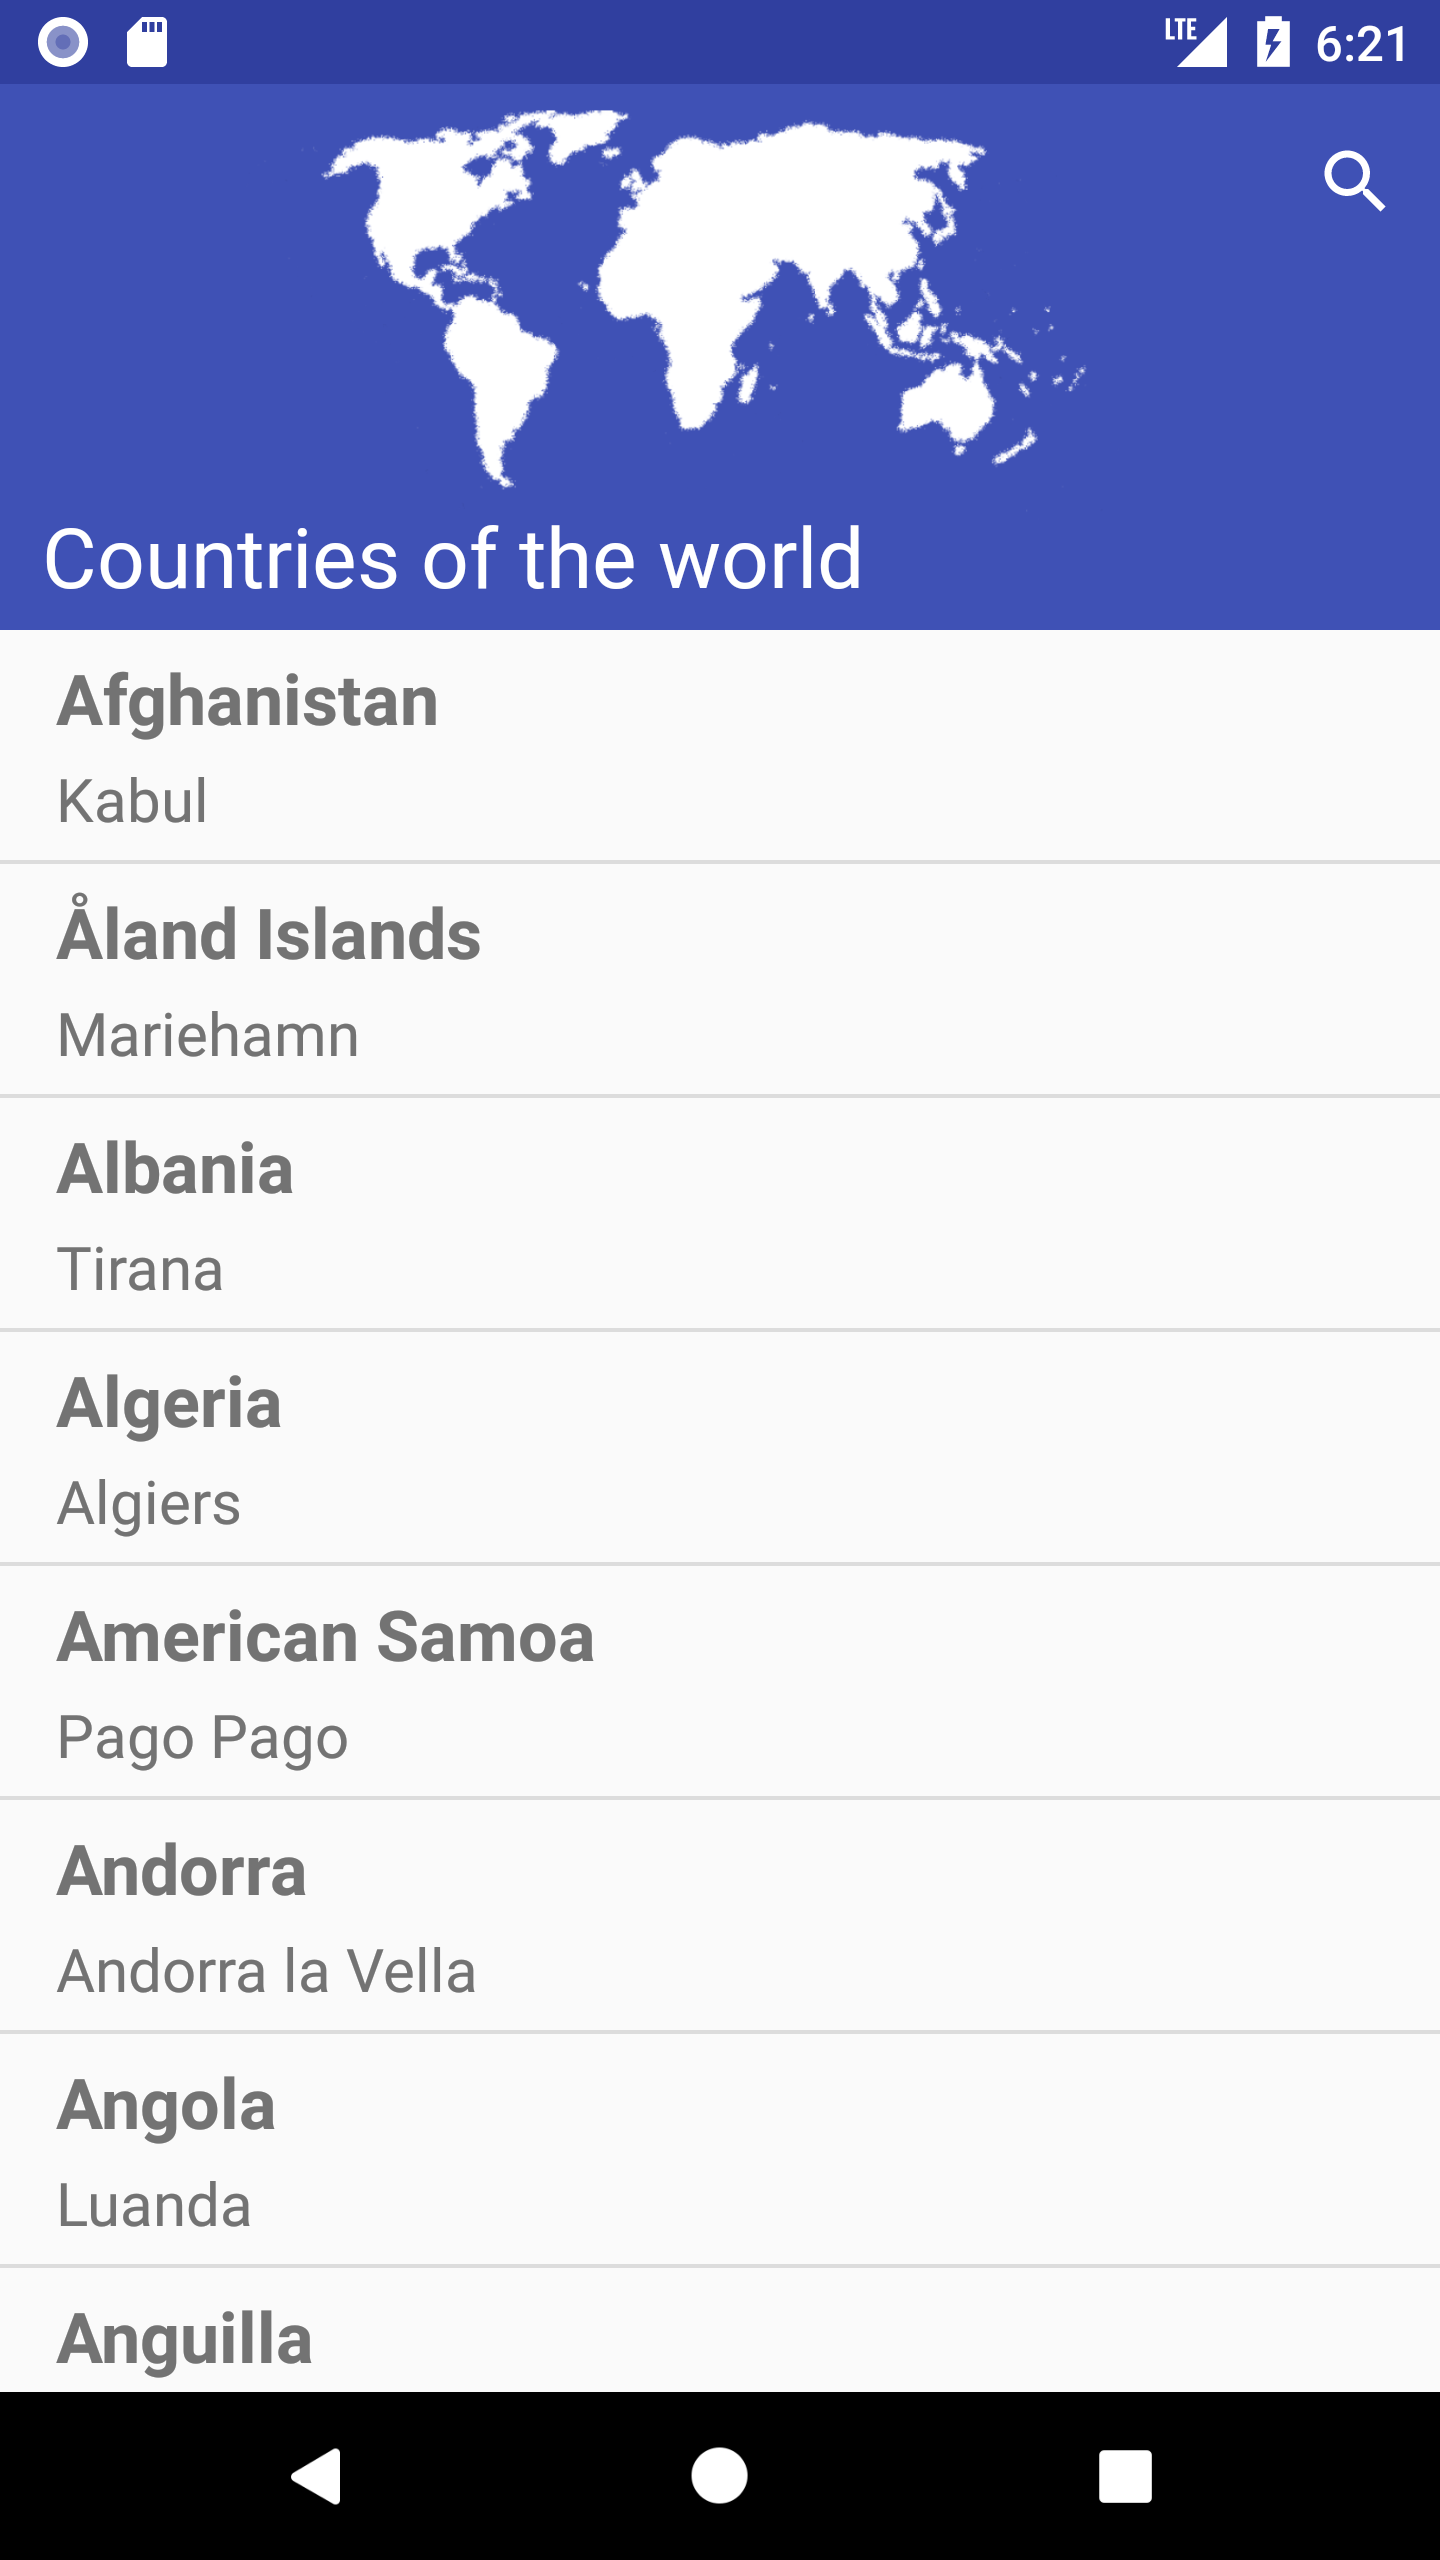 LTE 6:21
Countries of the world
Afghanistan
Kabul
Åland Islands
Mariehamn
Albania
Tirana
Algeria
Algiers
American Samoa
Pago Pago
Andorra
Andorra la Vella
Angola
Luanda
Anguilla